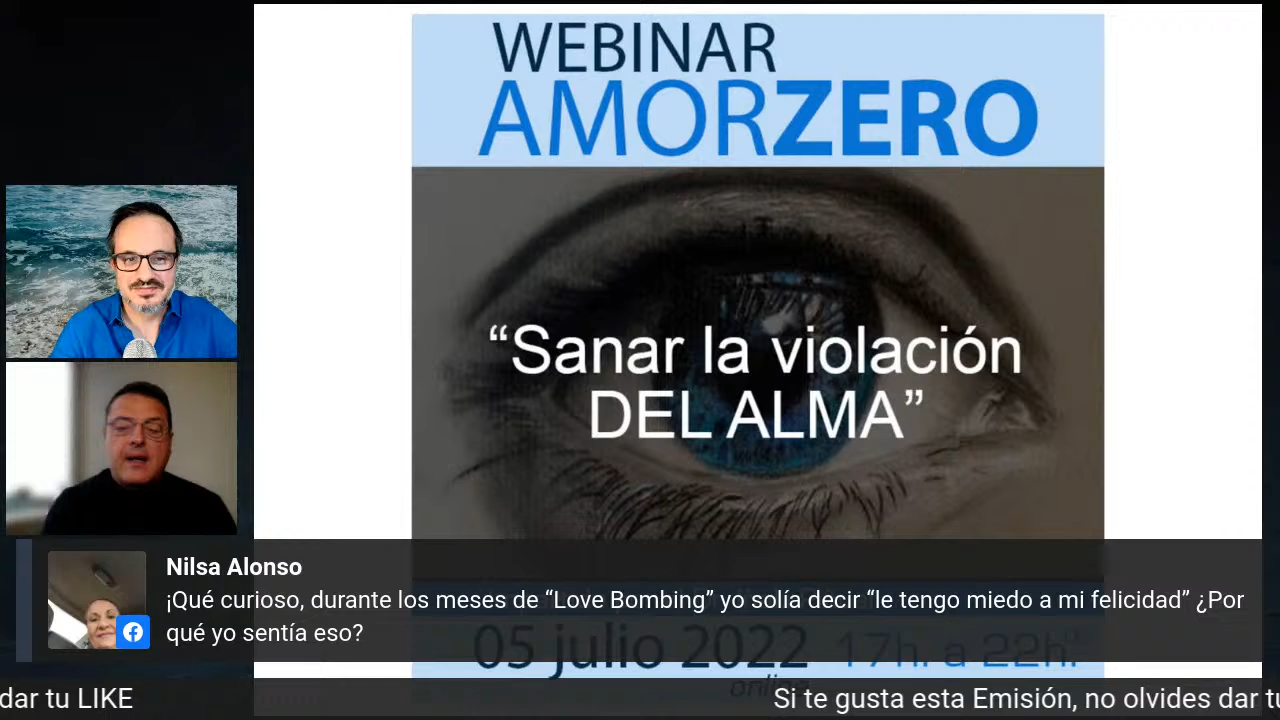 WEBINAR
AMORZERO
“Sanar la violación
DEL ALMA”
Nilsa Alonso
¡Qué curioso, durante los meses de “Love Bombing” yo solía decir “le tengo miedo a mi felicidad” ¿Por
qué yo sentía eso?
05 julio 2022 17h. a 22h.
online
dar tu LIKE
Si te gusta esta Emisión, no olvides dar tu